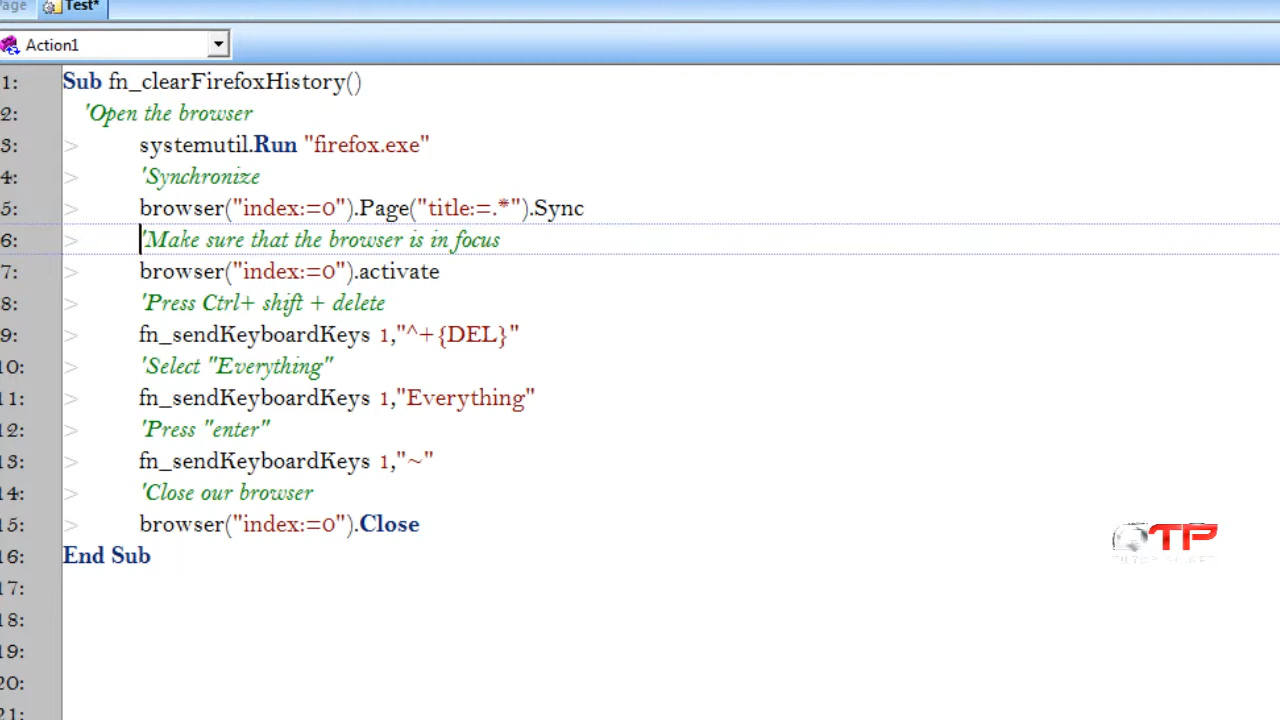 Page Test*
Action1
1: Sub fn_clearFirefoxHistory()
2: 'Open the browser
3: > systemutil.Run "firefox.exe"
4: > 'Synchronize
5: > browser("index:=0").Page("title:=.*").Sync
6: > 'Make sure that the browser is in focus
7: > browser("index:=0").activate
8: > 'Press Ctrl+ shift + delete
9: > fn_sendKeyboardKeys 1,"^+{DEL}"
10: > 'Select "Everything"
11: > fn_sendKeyboardKeys 1,"Everything"
12: > 'Press "enter"
13: > fn_sendKeyboardKeys 1,"~"
14: > 'Close our browser
15: > browser("index:=0").Close
16: End Sub
17:
18:
19:
20:
21:
QTP